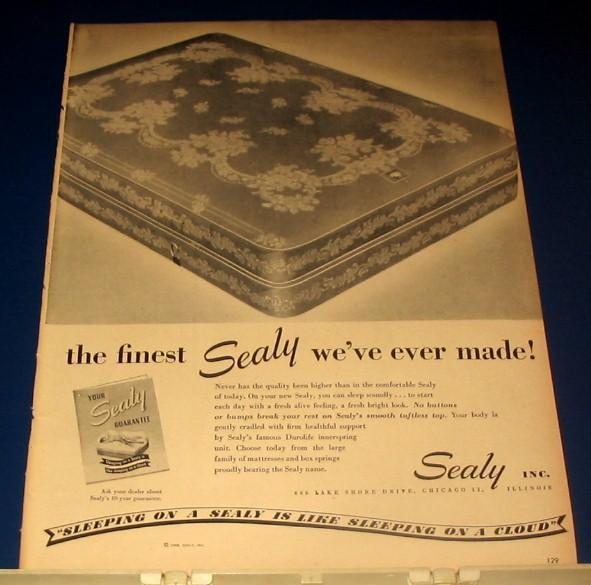 the finest Sealy we've ever made!
YOUR
Sealy
GUARANTEE
Ask your dealer about
Sealy's 10 year guarantee.
Never has the quality been higher than in the comfortable Sealy
of today. On your new Sealy, you can sleep soundly . . . to start
each day with a fresh alive feeling, a fresh bright look. No buttons
or bumps break your rest on Sealy's smooth tuftless top. Your body is
gently cradled with firm healthful support
by Sealy's famous Durolife innerspring
unit. Choose today from the large
family of mattresses and box springs
proudly bearing the Sealy name.
Sealy INC.
LAKE SHORE DRIVE, CHICAGO 11, ILLINOIS
"SLEEPING ON A SEALY IS LIKE SLEEPING ON A CLOUD"
129